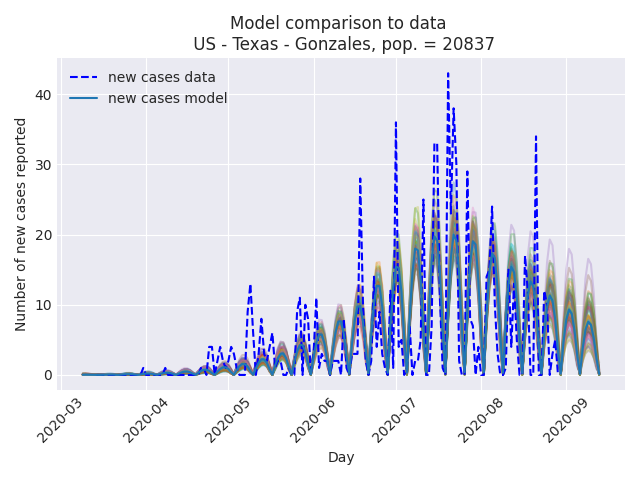 Model comparison to data
US - Texas - Gonzales, pop. = 20837
new cases data
new cases model
Number of new cases reported
40
30
20
10
0
2020-03
2020-04
2020-05
2020-06
2020-07
2020-08
2020-09
Day